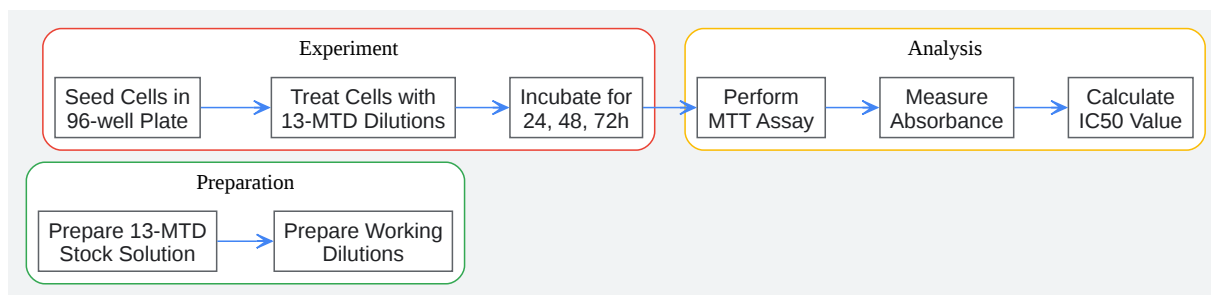 Experiment
Seed Cells in
96-well Plate
Treat Cells with
13-MTD Dilutions
Incubate for
24, 48, 72h
Analysis
Perform
MTT Assay
Measure
Absorbance
Calculate
IC50 Value
Preparation
Prepare 13-MTD
Stock Solution
Prepare Working
Dilutions